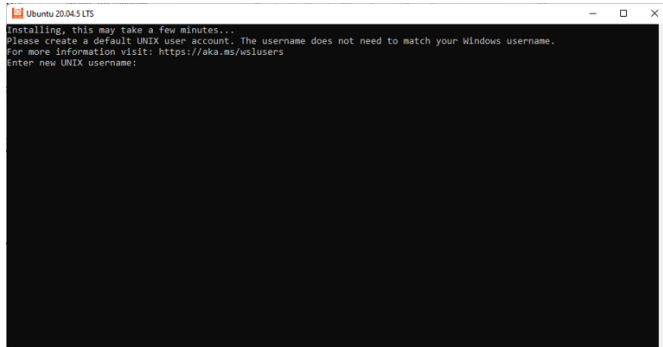 Ubuntu 20.04.5 LTS
Installing, this may take a few minutes...
Please create a default UNIX user account. The username does not need to match your Windows username.
For more information visit: https://aka.ms/wslusers
Enter new UNIX username: